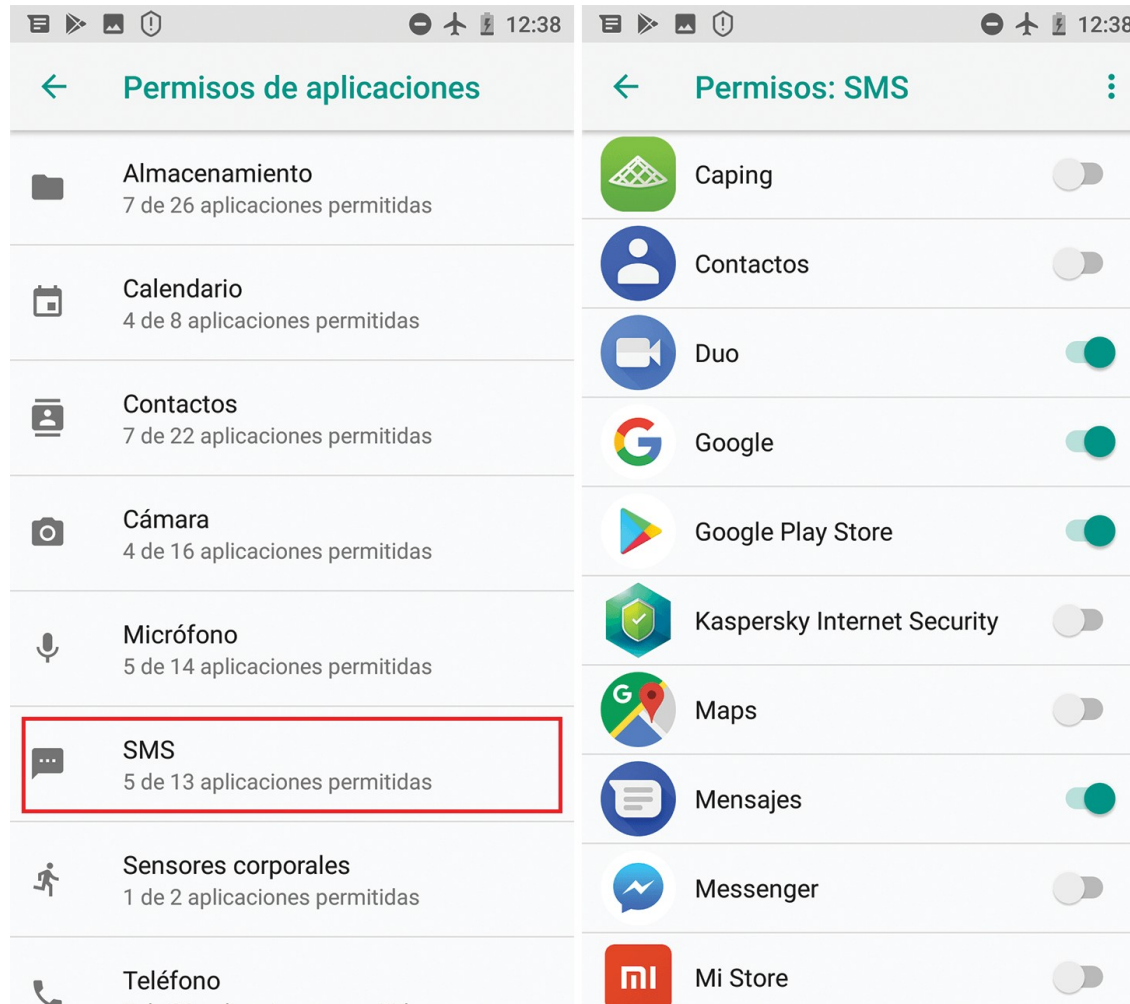 12:38
Permisos de aplicaciones
Almacenamiento
7 de 26 aplicaciones permitidas
Calendario
4 de 8 aplicaciones permitidas
Contactos
7 de 22 aplicaciones permitidas
Cámara
4 de 16 aplicaciones permitidas
Micrófono
5 de 14 aplicaciones permitidas
SMS
5 de 13 aplicaciones permitidas
Sensores corporales
1 de 2 aplicaciones permitidas
Teléfono
12:38
Permisos: SMS
Caping
Contactos
Duo
Google
Google Play Store
Kaspersky Internet Security
Maps
Mensajes
Messenger
Mi Store